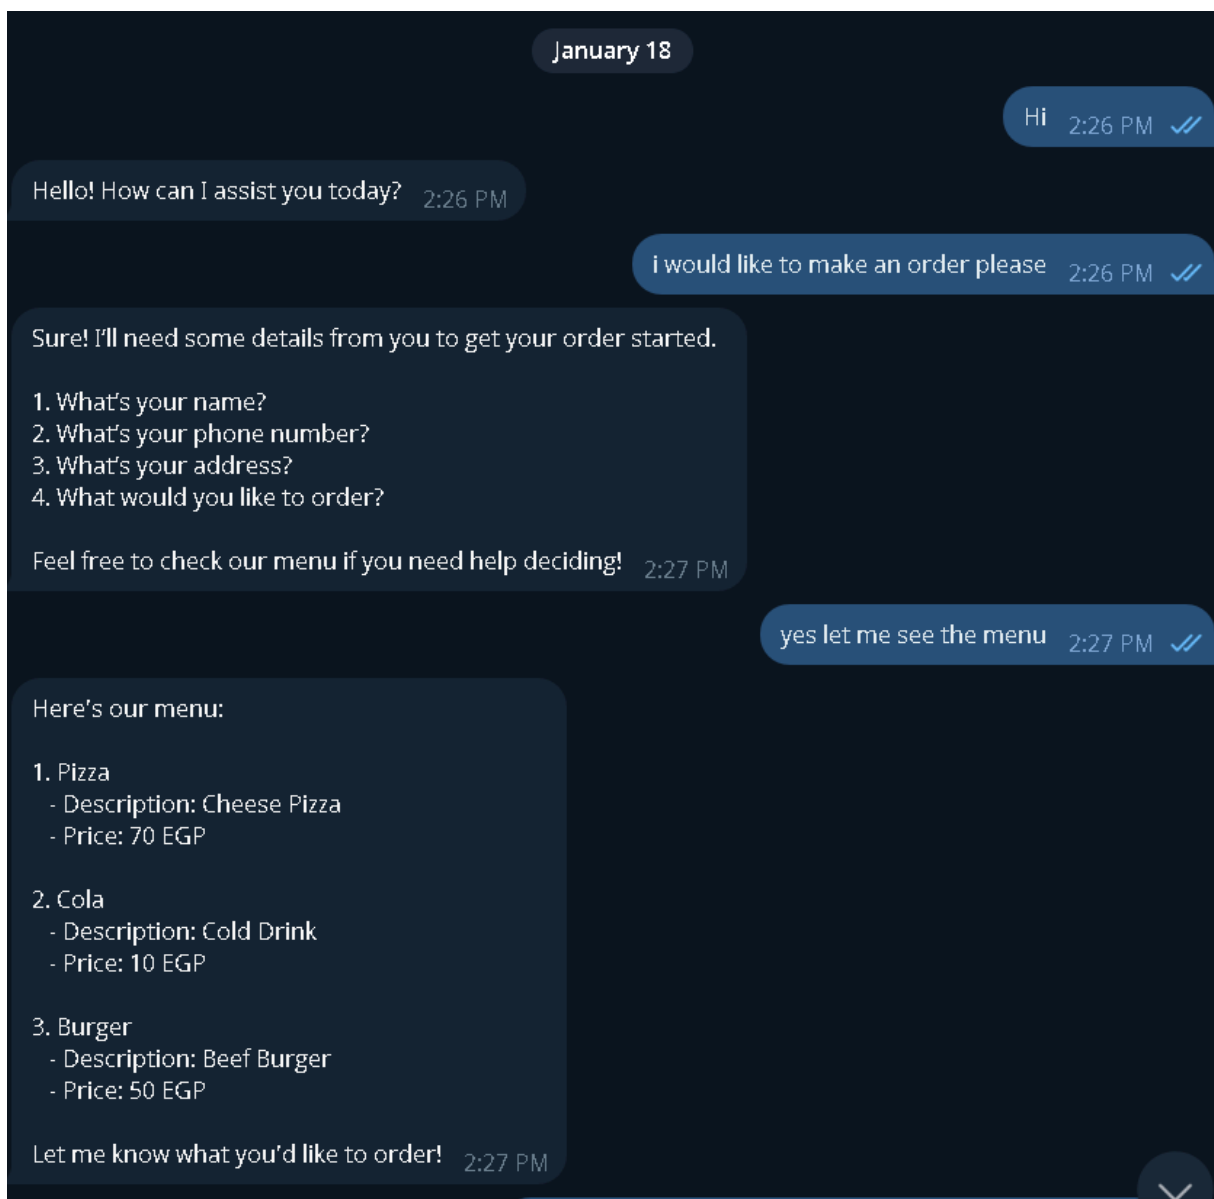 January 18
Hi 2:26 PM
Hello! How can I assist you today? 2:26 PM
i would like to make an order please 2:26 PM
Sure! I'll need some details from you to get your order started.
1. What's your name?
2. What's your phone number?
3. What's your address?
4. What would you like to order?
Feel free to check our menu if you need help deciding! 2:27 PM
yes let me see the menu 2:27 PM
Here's our menu:
1. Pizza
- Description: Cheese Pizza
- Price: 70 EGP
2. Cola
- Description: Cold Drink
- Price: 10 EGP
3. Burger
- Description: Beef Burger
- Price: 50 EGP
Let me know what you'd like to order! 2:27 PM